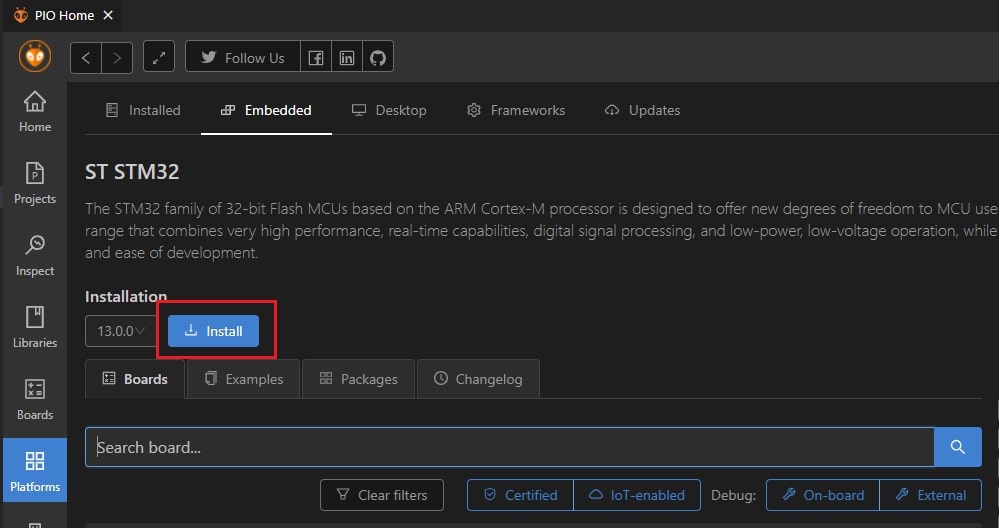 PIO Home
Follow Us
Home
Projects
Inspect
Libraries
Boards
Platforms
Installed Embedded Desktop Frameworks Updates
ST STM32
The STM32 family of 32-bit Flash MCUs based on the ARM Cortex-M processor is designed to offer new degrees of freedom to MCU use
range that combines very high performance, real-time capabilities, digital signal processing, and low-power, low-voltage operation, while
and ease of development.
Installation
13.0.0 Install
Boards Examples Packages Changelog
Search board...
Clear filters Certified IoT-enabled Debug: On-board External